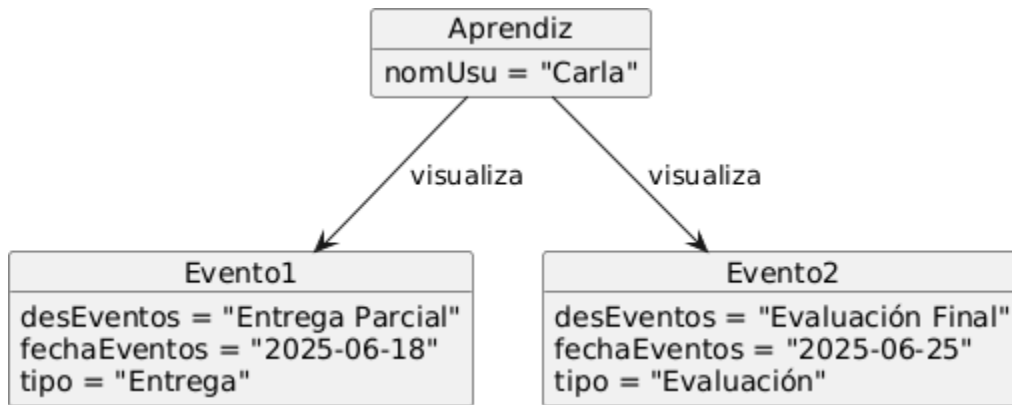 Aprendiz
nomUsu = "Carla"
visualiza
visualiza
Evento1
desEventos = "Entrega Parcial"
fechaEventos = "2025-06-18"
tipo = "Entrega"
Evento2
desEventos = "Evaluación Final"
fechaEventos = "2025-06-25"
tipo = "Evaluación"